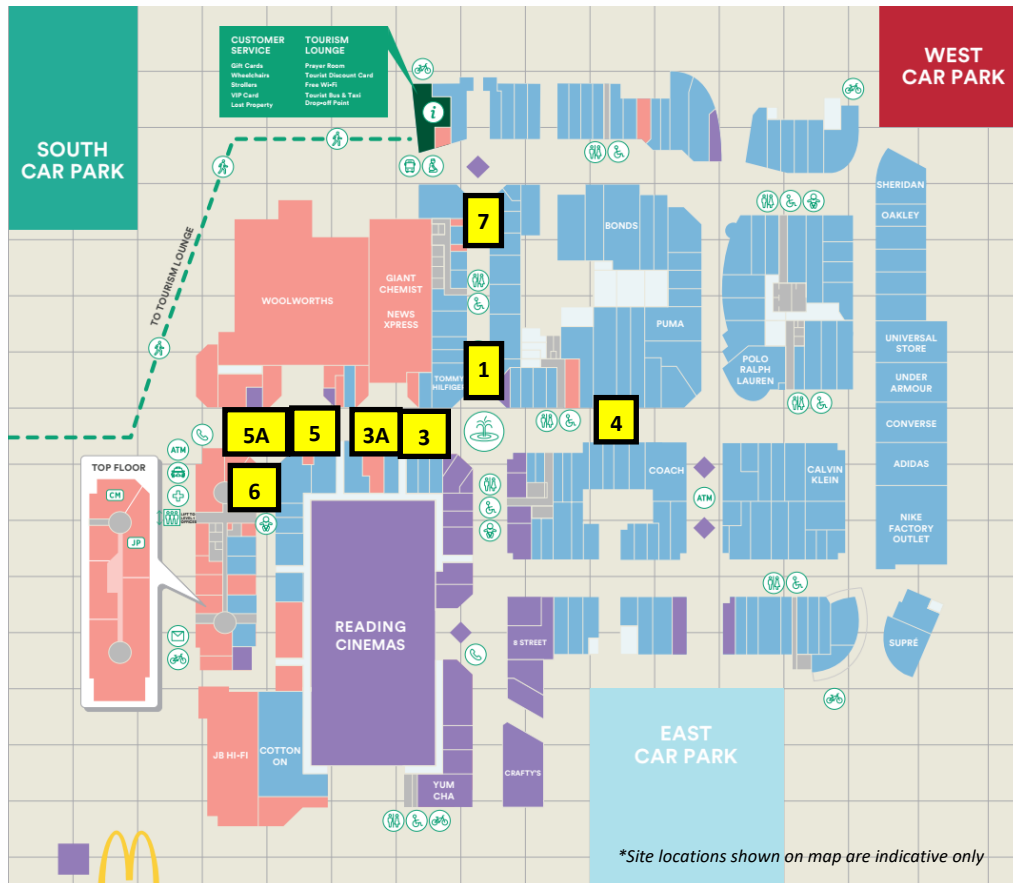 CUSTOMER
SERVICE
Gift Cards
Wheelchairs
Strollers
VIP Card
Lost Property
TOURISM
LOUNGE
Prayer Room
Tourist Discount Card
Free Wi-Fi
Tourist Bus & Taxi
Drop-off Point
WEST
CAR PARK
SOUTH
CAR PARK
i
TO TOURISM LOUNGE
SHERIDAN
OAKLEY
7
BONDS
GIANT
CHEMIST
NEWS
XPRESS
WOOLWORTHS
PUMA
UNIVERSAL
STORE
POLO
RALPH
LAUREN
UNDER
ARMOUR
TOMMY
HILFIGER
1
CONVERSE
5A
5
3A
3
4
ATM
TOP FLOOR
CM
JP
6
COACH
ATM
CALVIN
KLEIN
ADIDAS
NIKE
FACTORY
OUTLET
READING
CINEMAS
8 STREET
SUPRÉ
JB HI-FI
COTTON
ON
EAST
CAR PARK
CRAFTY'S
YUM
CHA
*Site locations shown on map are indicative only